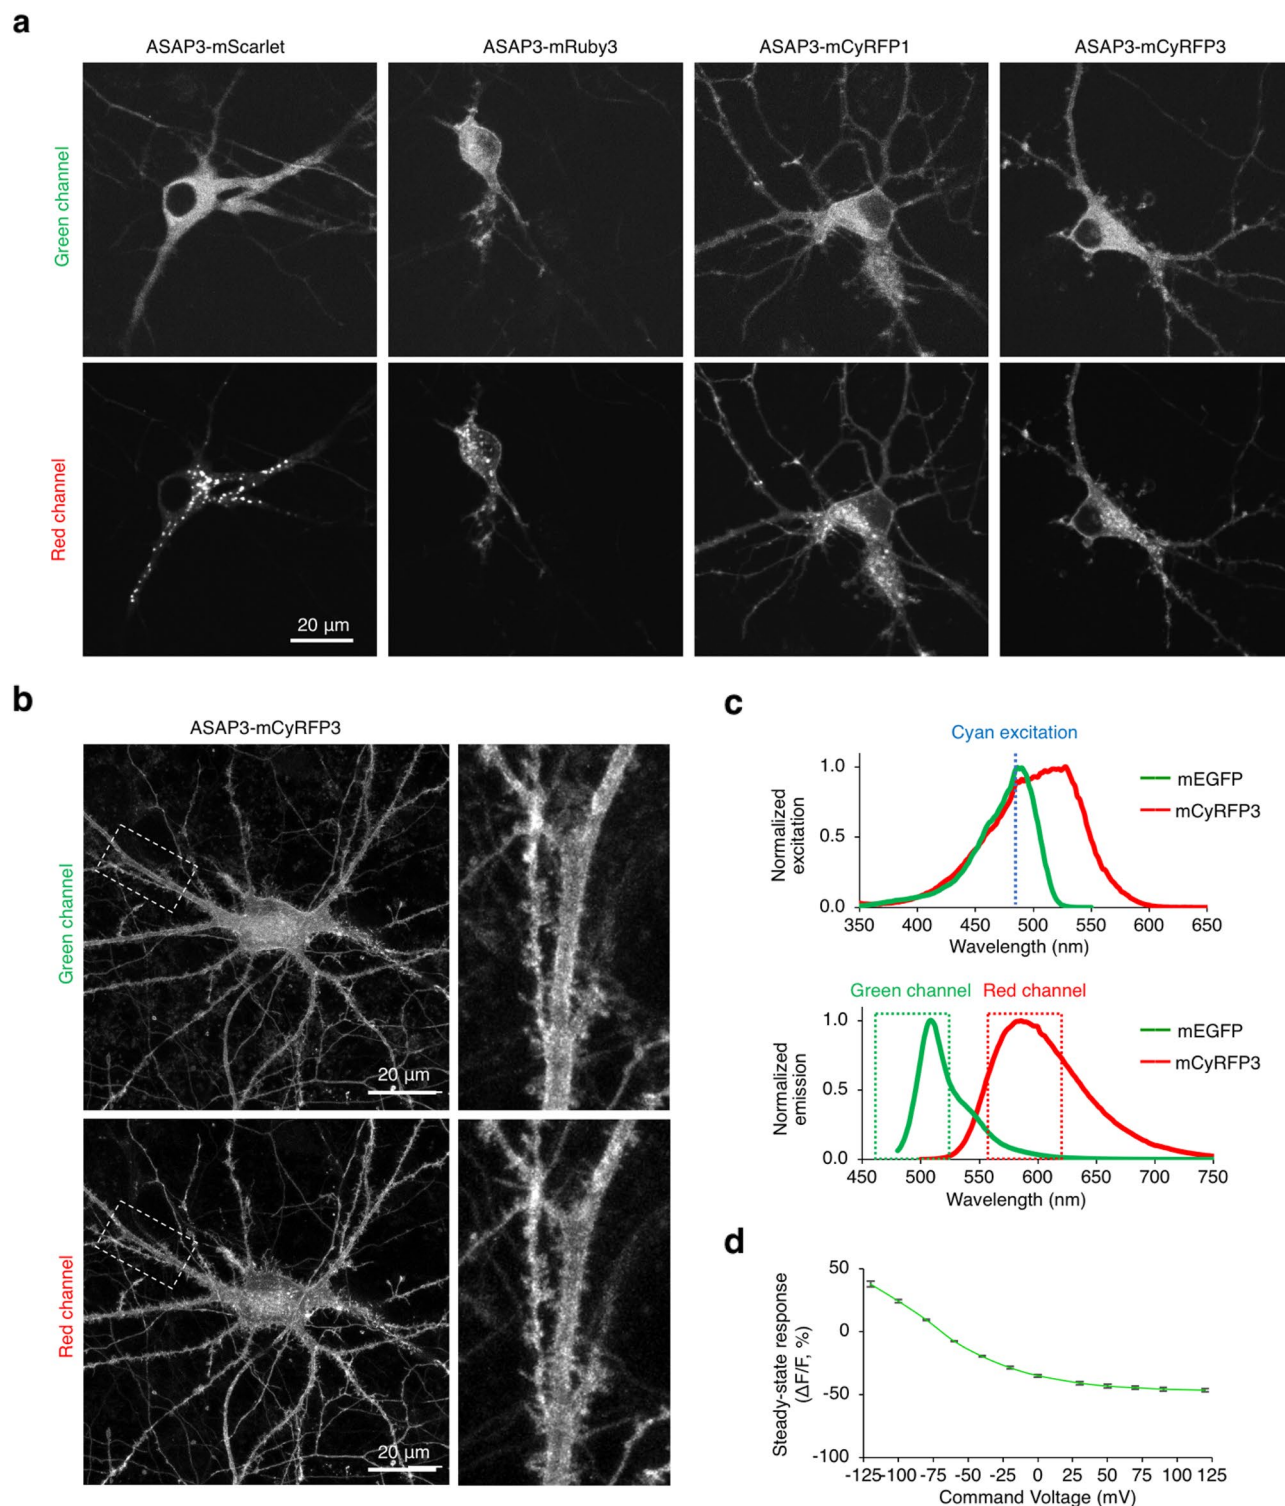 a
ASAP3-mScarlet
ASAP3-mRuby3
ASAP3-mCyRFP1
ASAP3-mCyRFP3
Green channel
Red channel
20 µm
b
ASAP3-mCyRFP3
Green channel
20 µm
Red channel
20 µm
c
Cyan excitation
Normalized
excitation
1.0
0.5
0.0
mEGFP
mCyRFP3
350 400 450 500 550 600 650
Wavelength (nm)
Green channel Red channel
Normalized
emission
1.0
0.5
0.0
mEGFP
mCyRFP3
450 500 550 600 650 700 750
Wavelength (nm)
d
Steady-state response
(ΔF/F, %)
50
0
-50
-100
-125-100 -75 -50 -25 0 25 50 75 100 125
Command Voltage (mV)